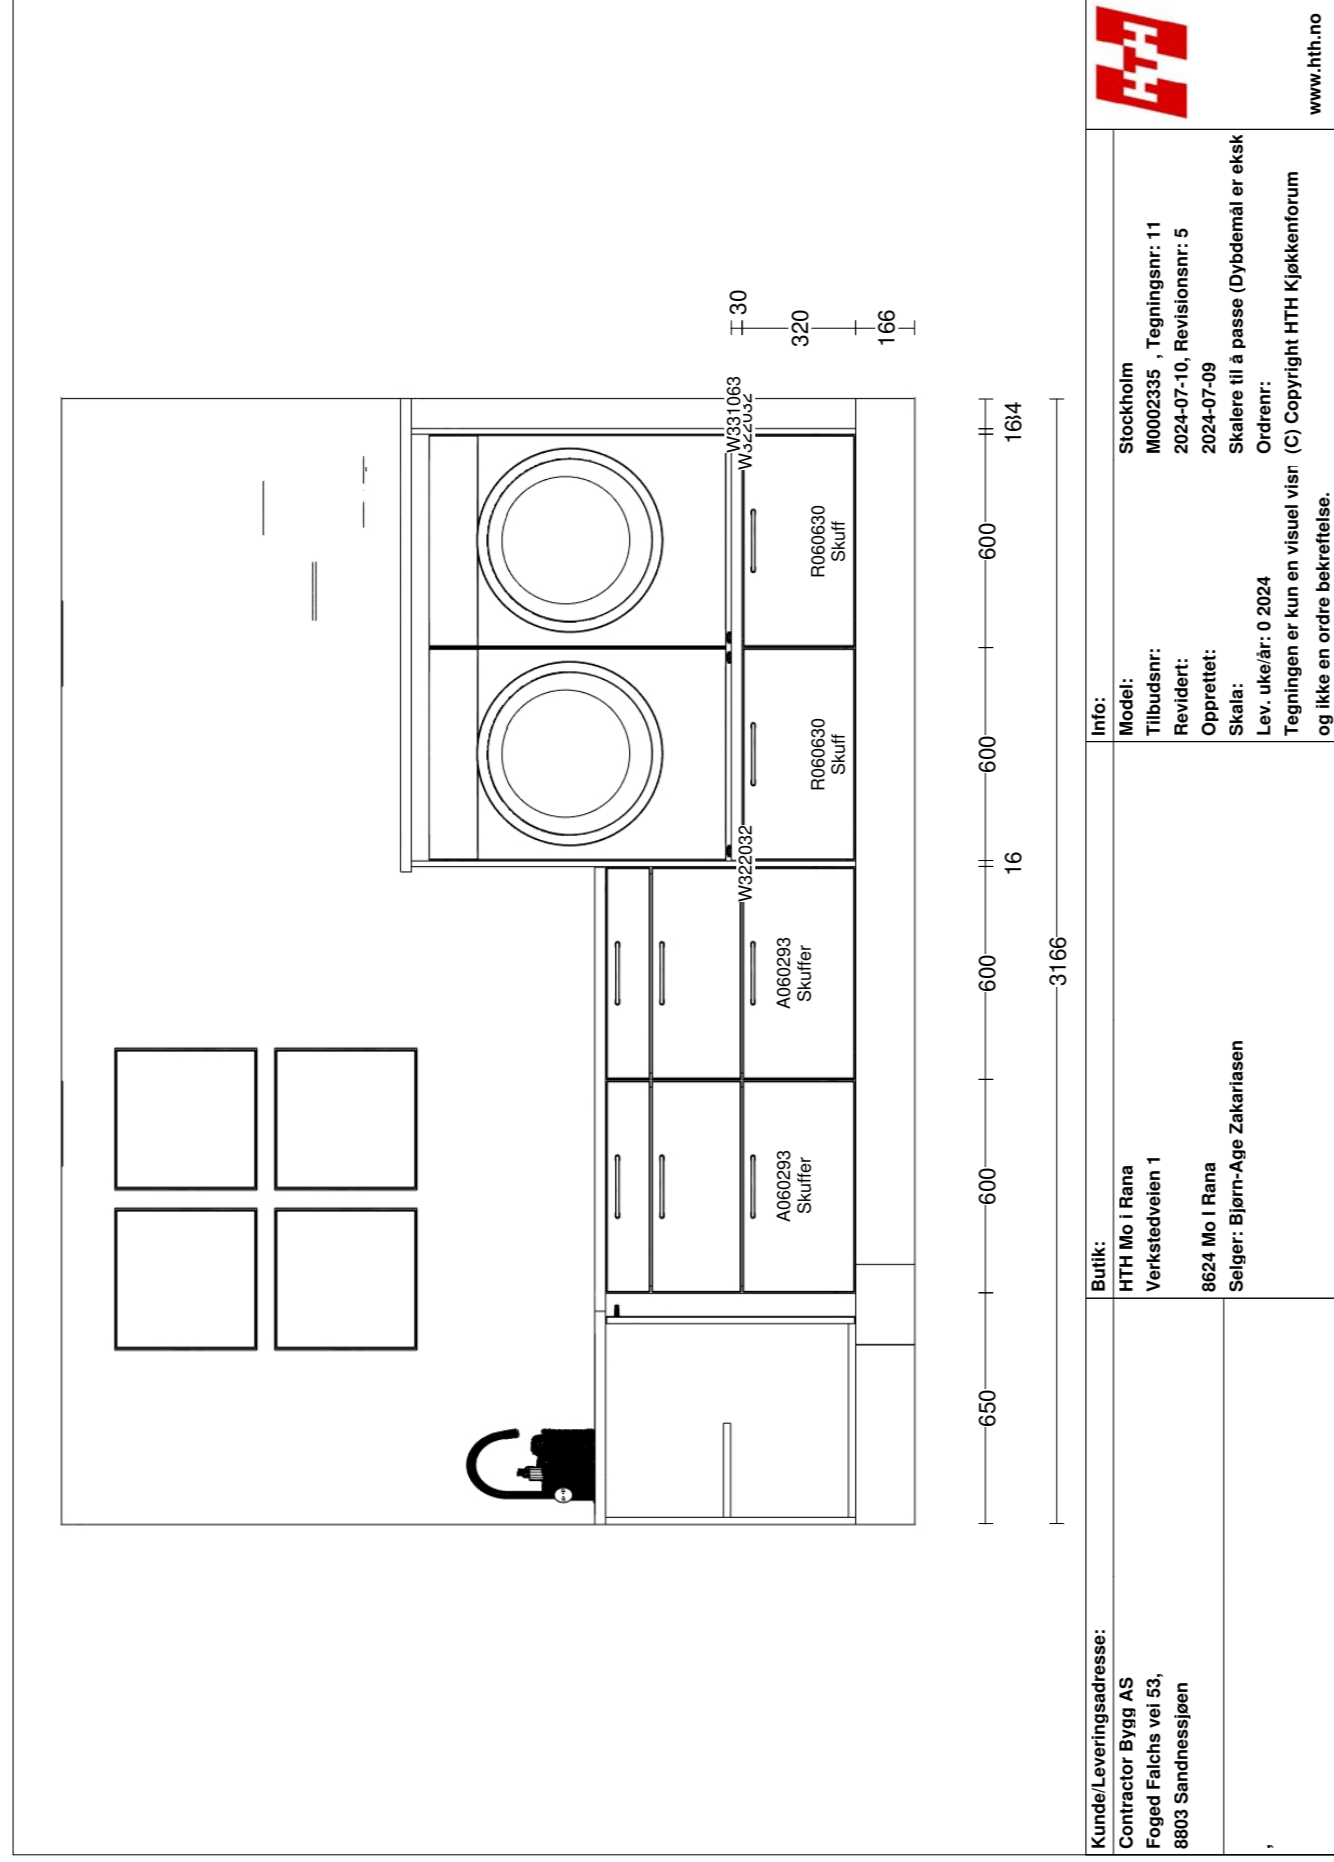 W331063
W322032
W322032
R060630
Skuff
R060630
Skuff
A060293
Skuffer
A060293
Skuffer
30
320
166
650
600
600
16
600
600
16
84
3166
Kunde/Leveringsadresse:
Contractor Bygg AS
Foged Falchs vei 53,
8803 Sandnessjøen
,
Butik:
HTH Mo i Rana
Verkstedveien 1
8624 Mo I Rana
Selger: Bjørn-Age Zakariasen
Info:
Model: Stockholm
Tilbudsnr: M0002335 , Tegningsnr: 11
Revidert: 2024-07-10, Revisionsnr: 5
Opprettet: 2024-07-09
Skala: Skalere til å passe (Dybdemål er eksk
Lev. uke/år: 0 2024 Ordrenr:
Tegningen er kun en visuel visn (C) Copyright HTH Kjøkkenforum
og ikke en ordre bekreftelse.
HTH
www.hth.no